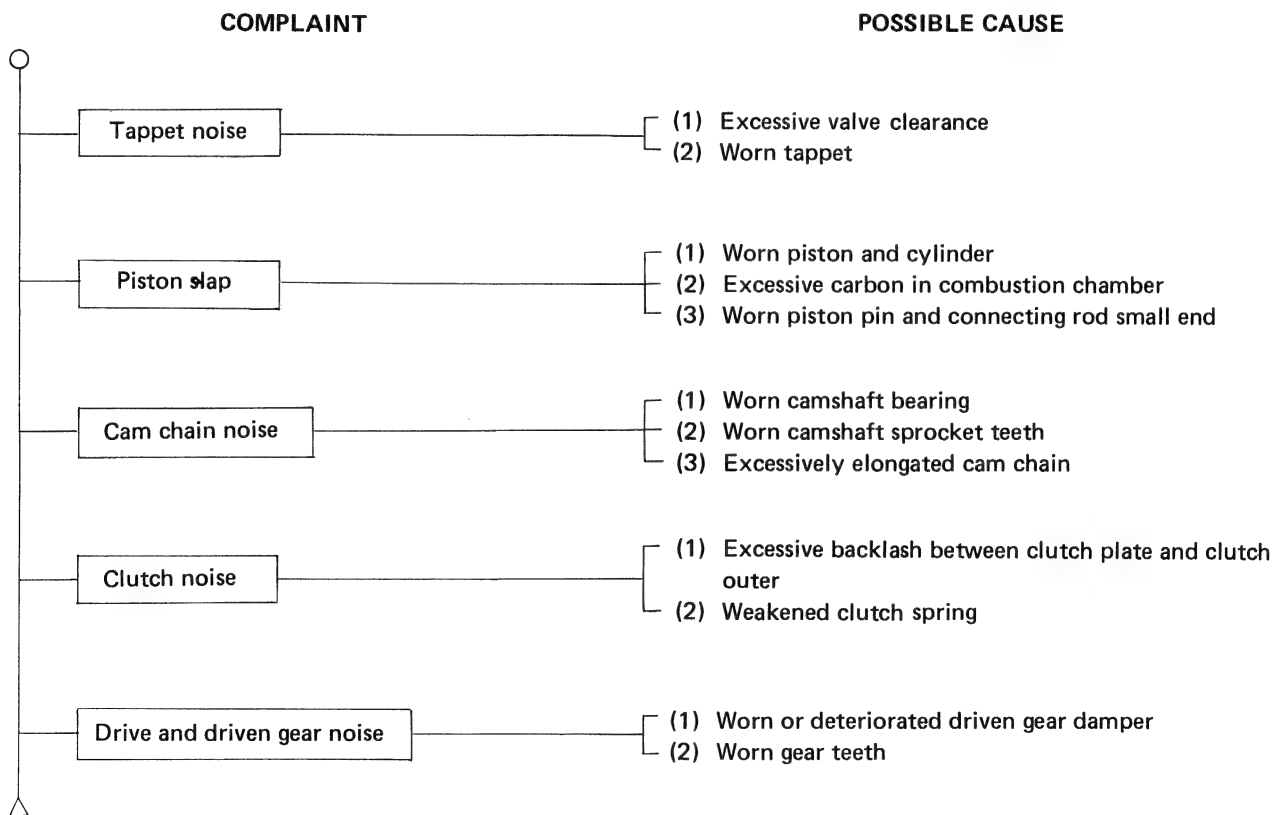 COMPLAINT POSSIBLE CAUSE
Tappet noise
(1) Excessive valve clearance
(2) Worn tappet
Piston slap
(1) Worn piston and cylinder
(2) Excessive carbon in combustion chamber
(3) Worn piston pin and connecting rod small end
Cam chain noise
(1) Worn camshaft bearing
(2) Worn camshaft sprocket teeth
(3) Excessively elongated cam chain
Clutch noise
(1) Excessive backlash between clutch plate and clutch
outer
(2) Weakened clutch spring
Drive and driven gear noise
(1) Worn or deteriorated driven gear damper
(2) Worn gear teeth